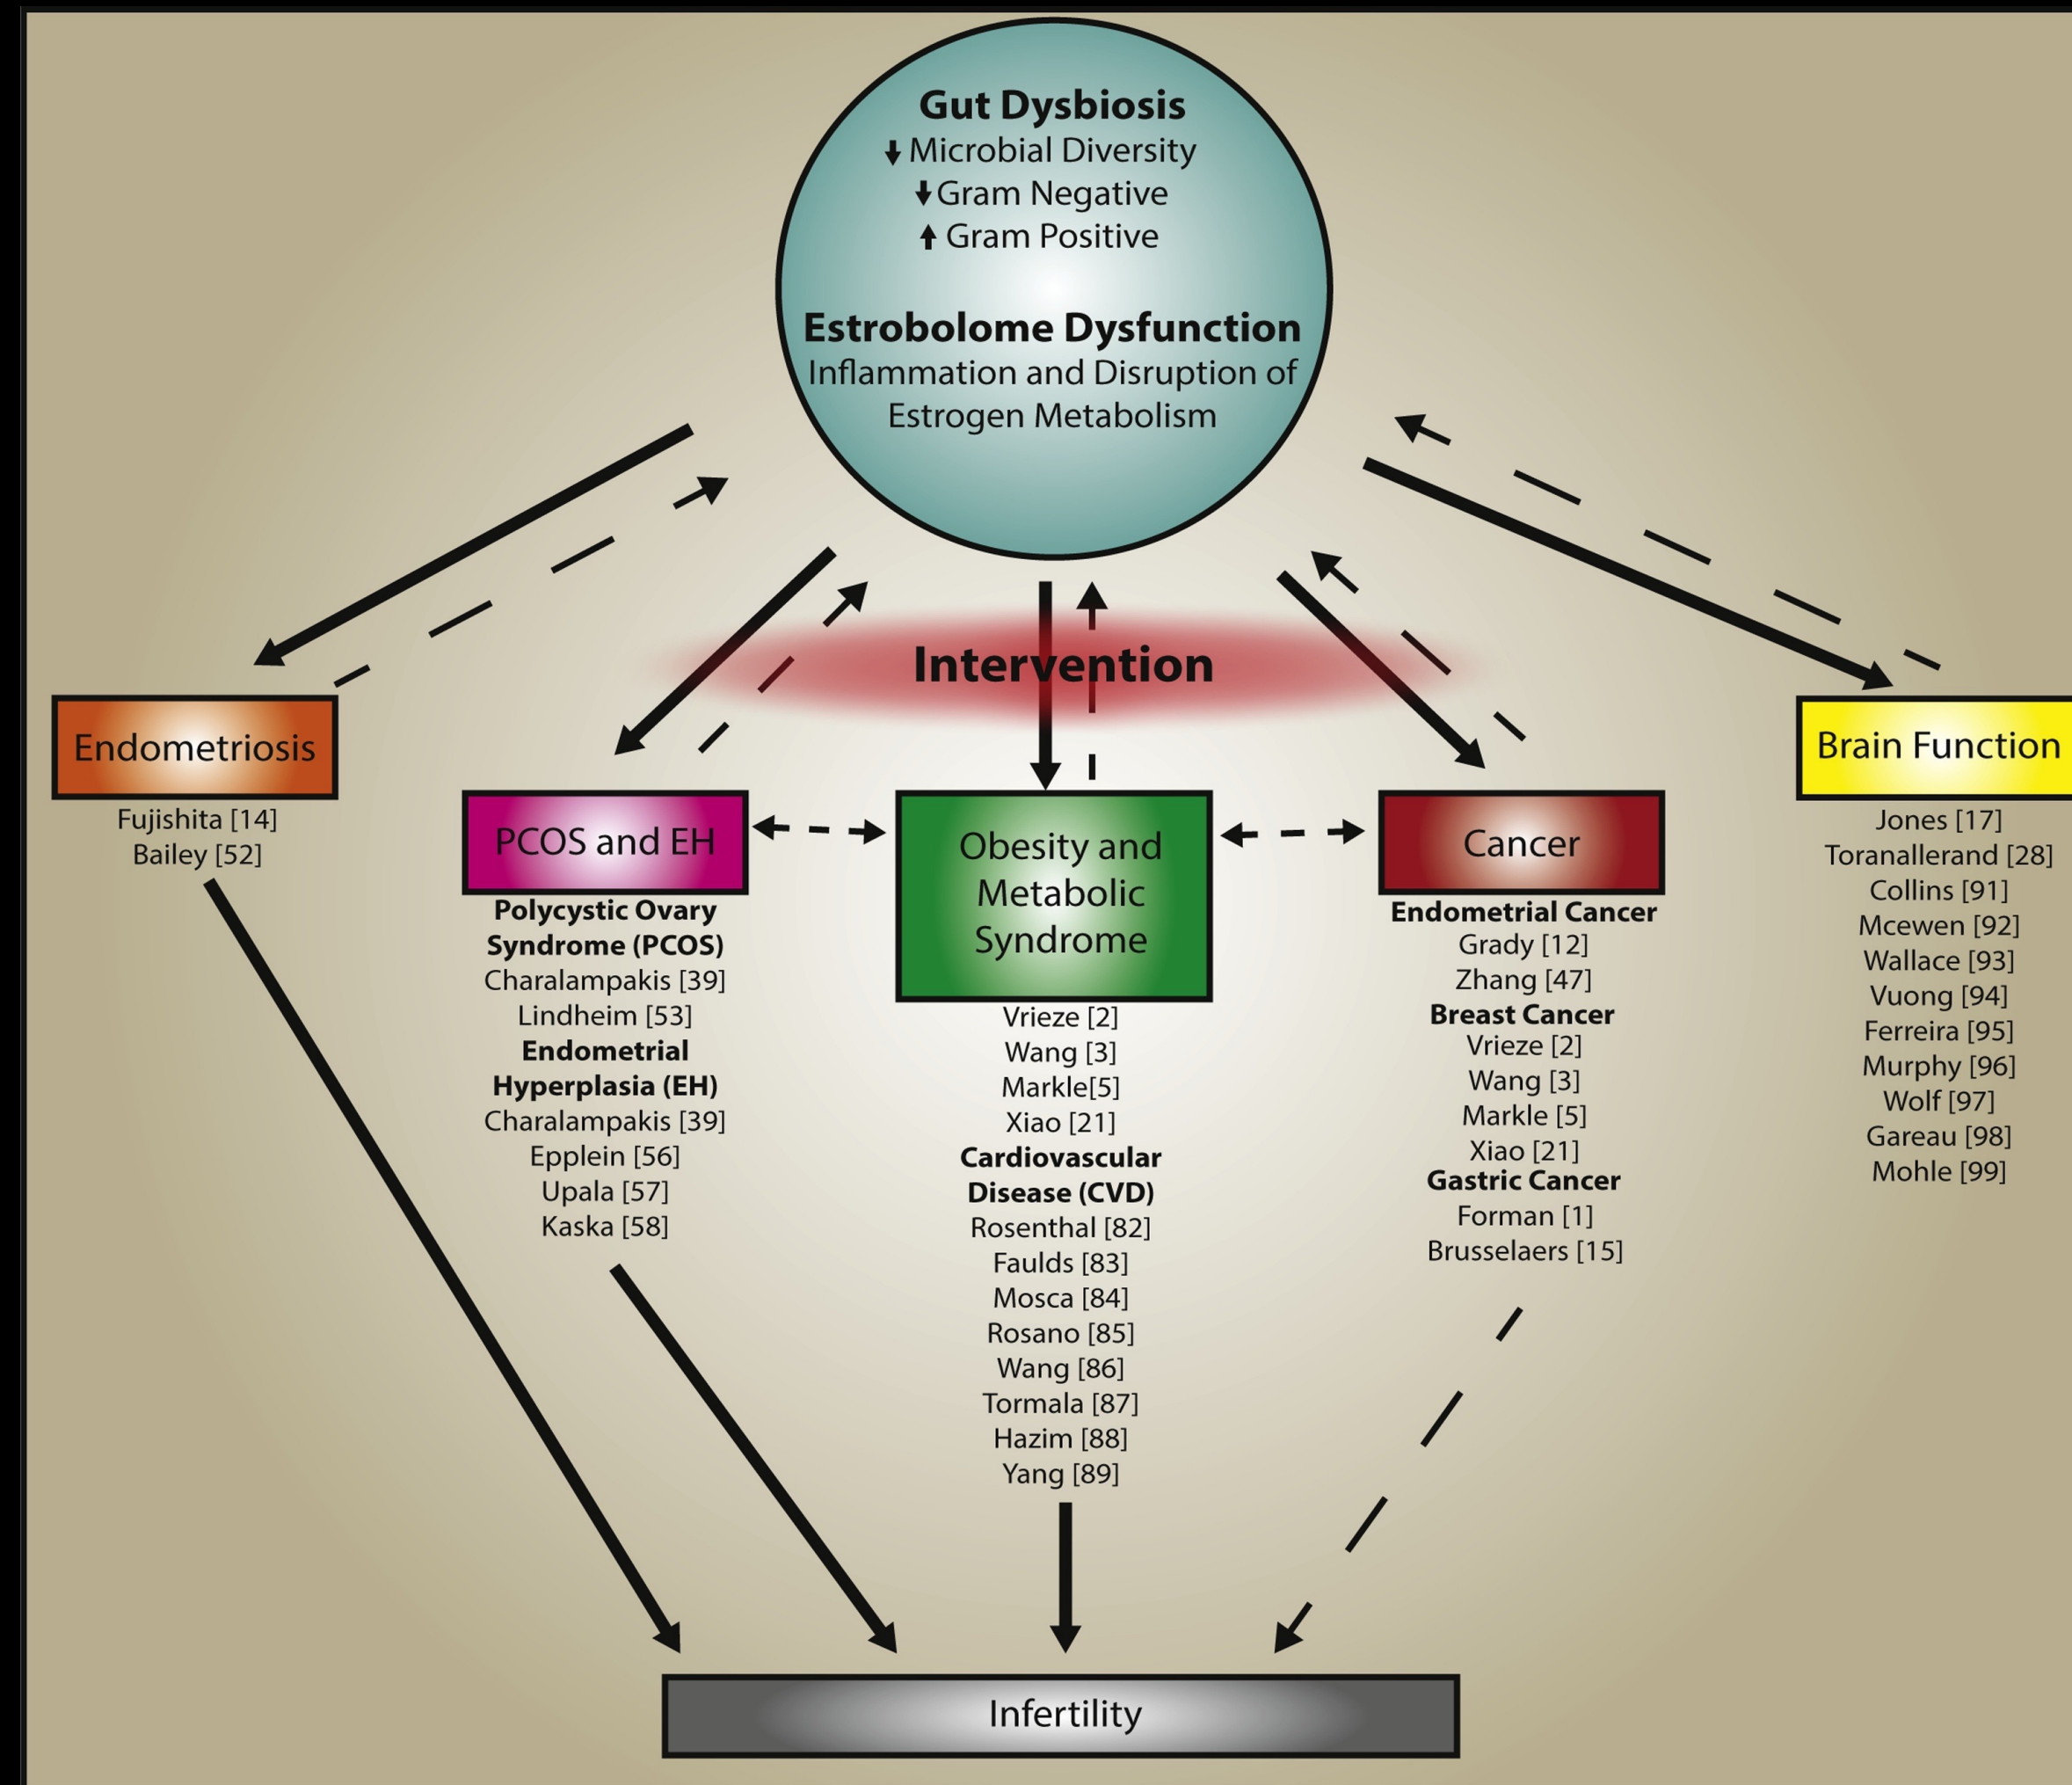 Gut Dysbiosis
Microbial Diversity
Gram Negative
Gram Positive
Estrobolome Dysfunction
Inflammation and Disruption of
Estrogen Metabolism
Intervention
Endometriosis
Fujishita [14]
Bailey [52]
PCOS and EH
Polycystic Ovary
Syndrome (PCOS)
Charalampakis [39]
Lindheim [53]
Endometrial
Hyperplasia (EH)
Charalampakis [39]
Epplein [56]
Upala [57]
Kaska [58]
Obesity and
Metabolic
Syndrome
Vrieze [2]
Wang [3]
Markle[5]
Xiao [21]
Cardiovascular
Disease (CVD)
Rosenthal [82]
Faulds [83]
Mosca [84]
Rosano [85]
Wang [86]
Tormala [87]
Hazim [88]
Yang [89]
Cancer
Endometrial Cancer
Grady [12]
Zhang [47]
Breast Cancer
Vrieze [2]
Wang [3]
Markle [5]
Xiao [21]
Gastric Cancer
Forman [1]
Brusselaers [15]
Brain Function
Jones [17]
Toranallerand [28]
Collins [91]
Mcewen [92]
Wallace [93]
Vuong [94]
Ferreira [95]
Murphy [96]
Wolf [97]
Gareau [98]
Mohle [99]
Infertility